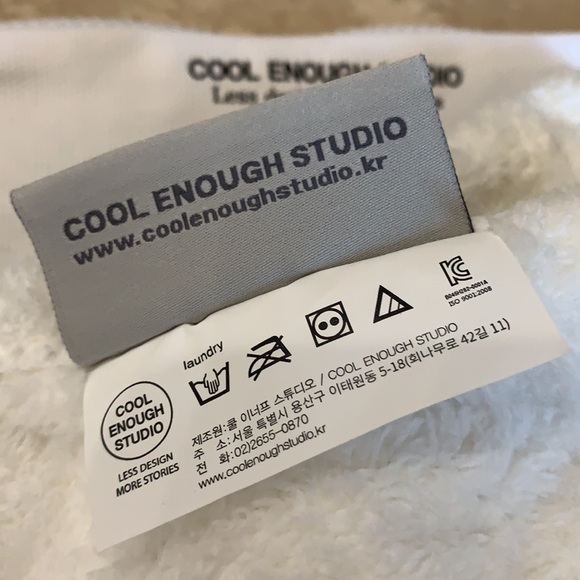 COOL ENOUGH STUDIO
Less
COOL ENOUGH STUDIO
www.coolenoughstudio.kr
laundry
B045H282-0001A
ISO 9001:2008
COOL
ENOUGH
STUDIO
LESS DESIGN
MORE STORIES
제조원:쿨 이너프 스튜디오 / COOL ENOUGH STUDIO
주 소:서울 특별시 용산구 이태원동 5-18(회나무로 42길 11)
전 화:02)2655-0870
www.coolenoughstudio.kr